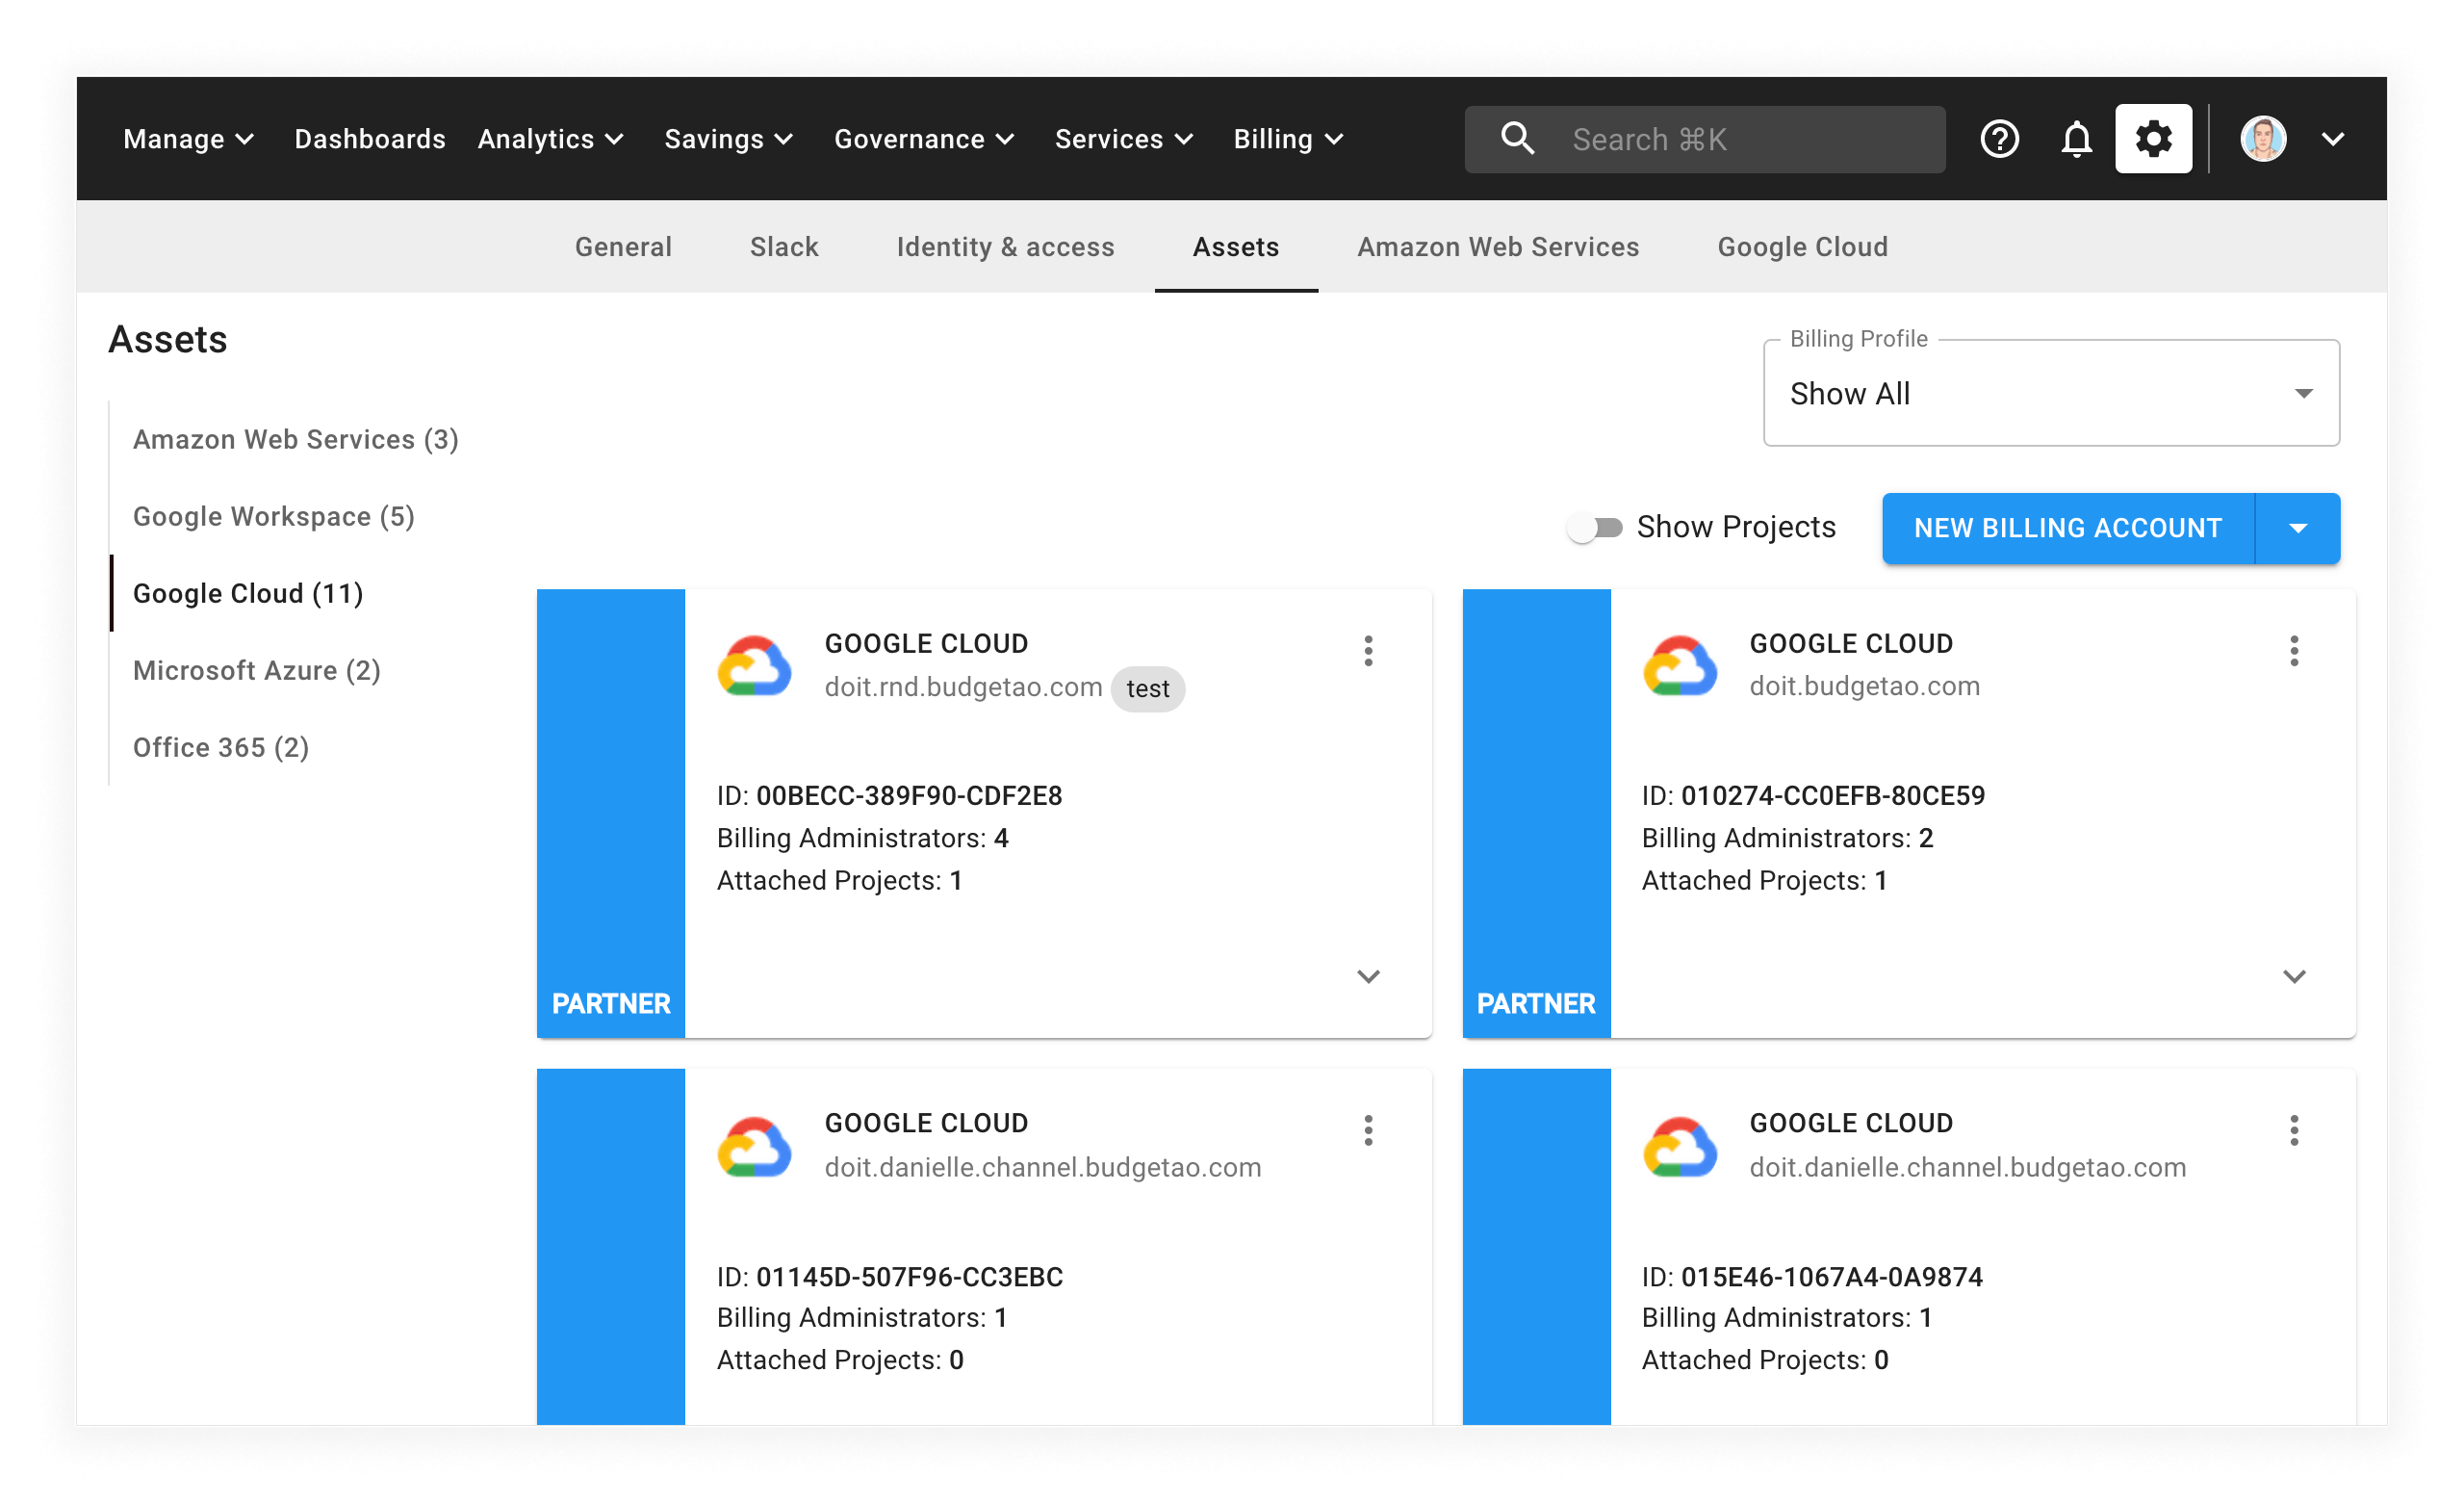 Manage Dashboards Analytics Savings Governance Services Billing Search ⌘K
General Slack Identity & access Assets Amazon Web Services Google Cloud
Assets
Billing Profile
Show All
Amazon Web Services (3)
Google Workspace (5)
Google Cloud (11)
Microsoft Azure (2)
Office 365 (2)
Show Projects NEW BILLING ACCOUNT
GOOGLE CLOUD
doit.rnd.budgetao.com test
ID: 00BECC-389F90-CDF2E8
Billing Administrators: 4
Attached Projects: 1
PARTNER
GOOGLE CLOUD
doit.budgetao.com
ID: 010274-CC0EFB-80CE59
Billing Administrators: 2
Attached Projects: 1
PARTNER
GOOGLE CLOUD
doit.danielle.channel.budgetao.com
ID: 01145D-507F96-CC3EBC
Billing Administrators: 1
Attached Projects: 0
GOOGLE CLOUD
doit.danielle.channel.budgetao.com
ID: 015E46-1067A4-0A9874
Billing Administrators: 1
Attached Projects: 0